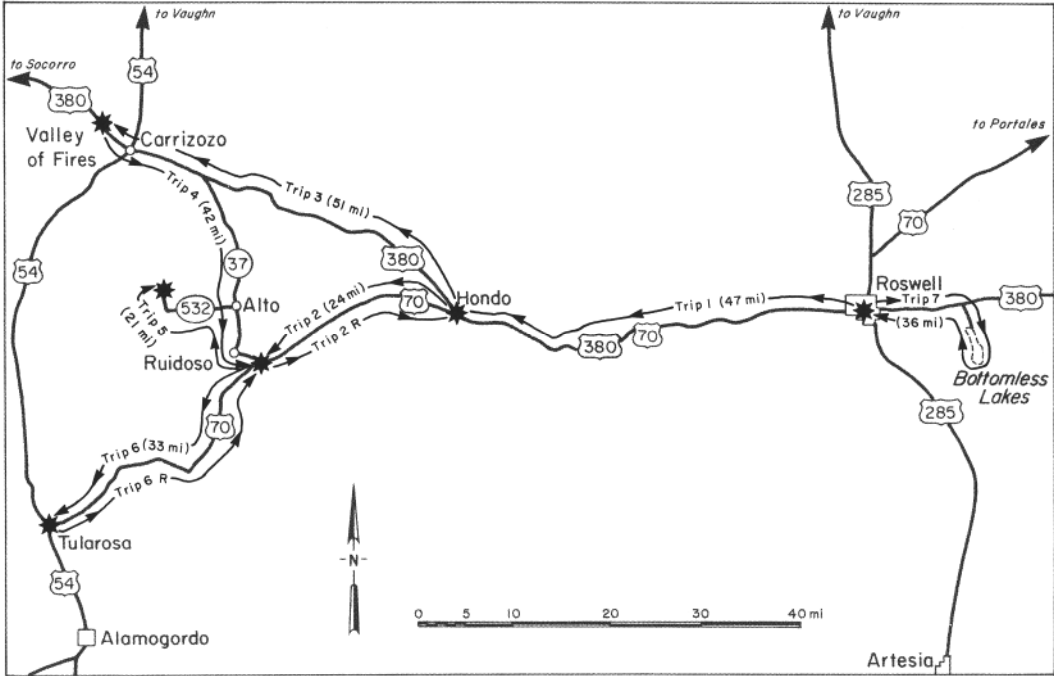 to Vaughn
to Vaughn
to Socorro
54
380
Valley
of Fires
Carrizozo
to Portales
Trip 4 (42 mi)
Trip 3 (51 mi)
285
70
54
37
380
Roswell
532
Alto
Trip 5
(21 mi)
Trip 2 (24 mi)
70
Hondo
Trip 1 (47 mi)
Trip 7
380
Trip 2 R
(36 mi)
Ruidoso
380
70
Bottomless
Lakes
70
285
Trip 6 (33 mi)
Trip 6 R
Tularosa
N
54
0 5 10 20 30 40 mi
Alamogordo
Artesia